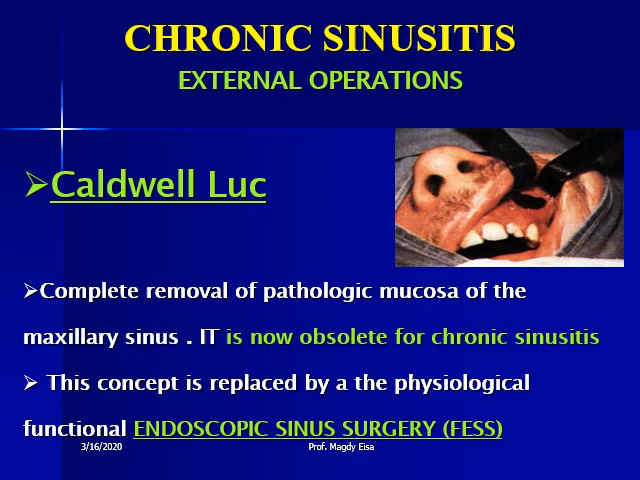 CHRONIC SINUSITIS
EXTERNAL OPERATIONS
➢Caldwell Luc
➢Complete removal of pathologic mucosa of the
maxillary sinus . IT is now obsolete for chronic sinusitis
➢ This concept is replaced by a the physiological
functional ENDOSCOPIC SINUS SURGERY (FESS)
3/16/2020 Prof. Magdy Eisa